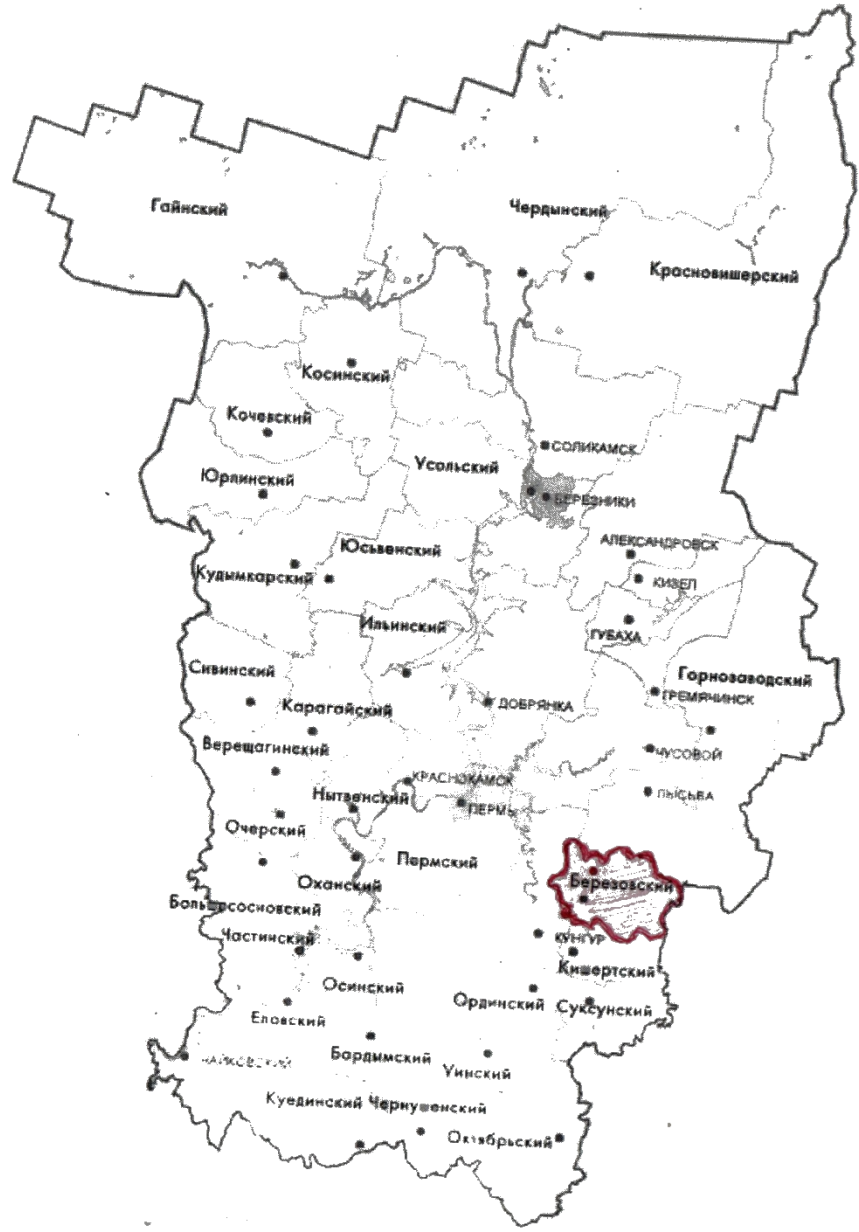 Гайнский
Чердынский
Красновишерский
Косинский
Кочевский
СОЛИКАМСК
Усольский
Юрлинский
БЕРЕЗНИКИ
АЛЕКСАНДРОВСК
Юсьвенский
Кудымкарский
КИЗЕЛ
Ильинский
ГУБАХА
Сивинский
Горнозаводский
ГРЕМЯЧИНСК
ДОБРЯНКА
Карагайский
Верещагинский
ЧУСОВОЙ
КРАСНОКАМСК
Нытвенский
ЛЫСЬВА
ПЕРМЬ
Очерский
Пермский
Оханский
Березовский
Большесосновский
Частинский
КУНГУР
Кишертский
Осинский
Ординский
Суксунский
Еловский
Бардымский
ЧАЙКОВСКИЙ
Уинский
Куединский Чернушенский
Октябрьский